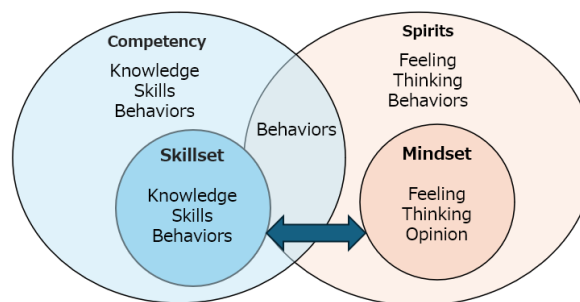 Competency
Knowledge
Skills
Behaviors
Skillset
Knowledge
Skills
Behaviors
Behaviors
Spirits
Feeling
Thinking
Behaviors
Mindset
Feeling
Thinking
Opinion